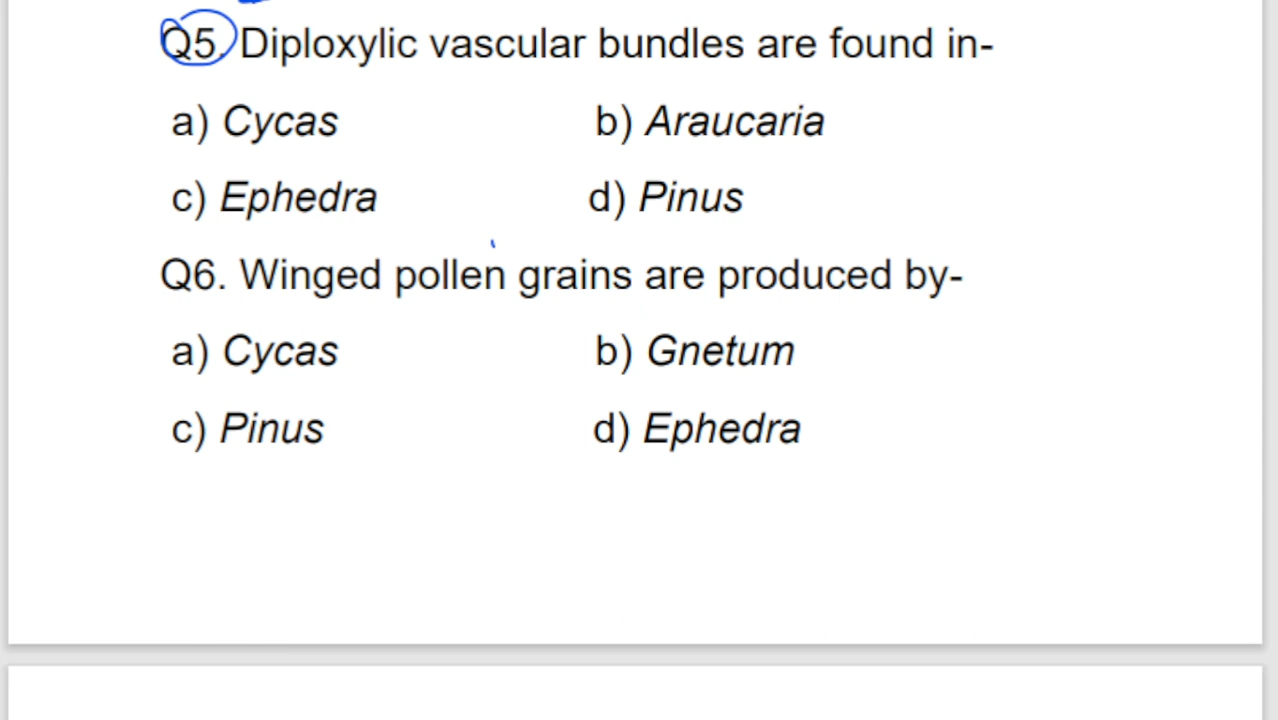 Q5. Diploxylic vascular bundles are found in-
a) Cycas b) Araucaria
c) Ephedra d) Pinus
Q6. Winged pollen grains are produced by-
a) Cycas b) Gnetum
c) Pinus d) Ephedra